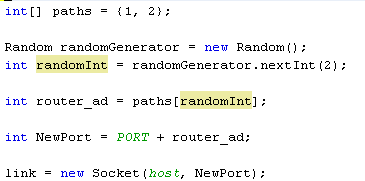 int[] paths = {1, 2};
Random randomGenerator = new Random();
int randomInt = randomGenerator.nextInt(2);
int router_ad = paths[randomInt];
int NewPort = PORT + router_ad;
link = new Socket(host, NewPort);